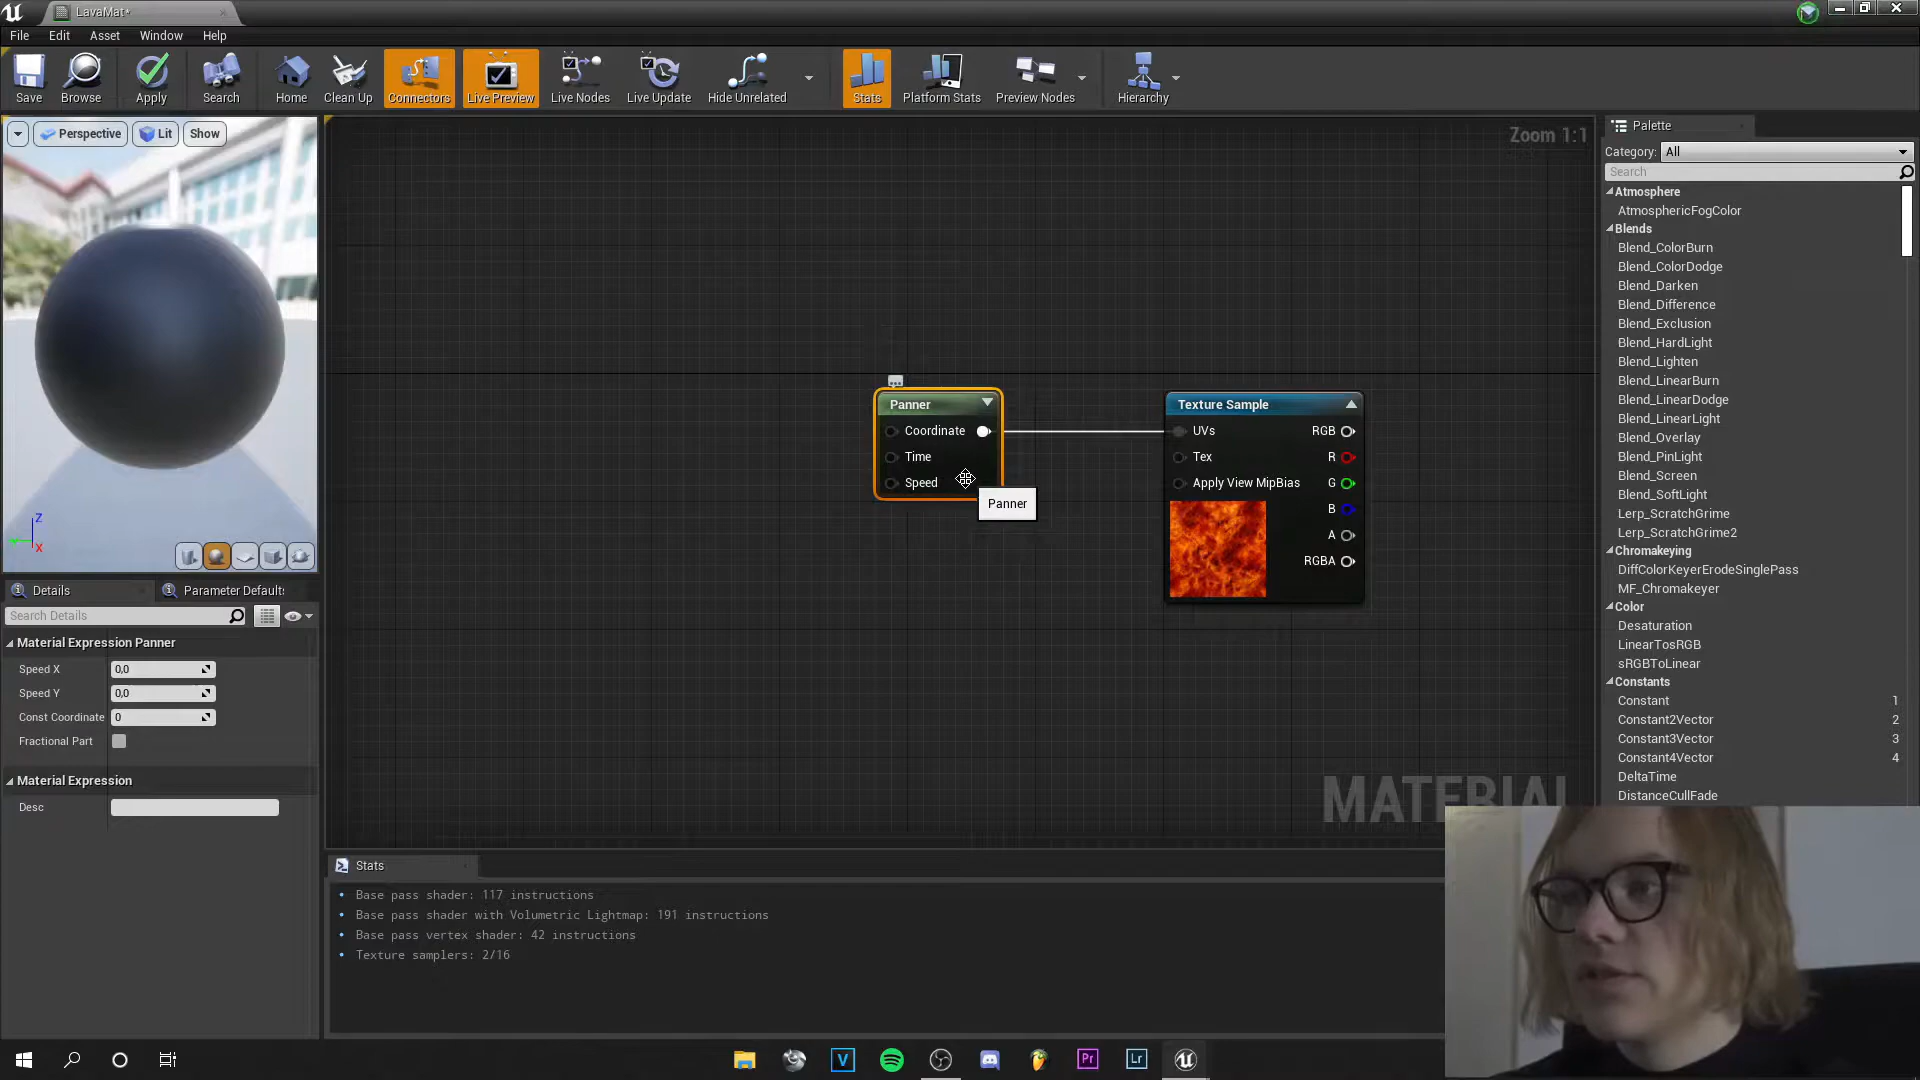 LavaMat*
File Edit Asset Window Help
Save Browse Apply Search Home Clean Up Connectors Live Preview Live Nodes Live Update Hide Unrelated Stats Platform Stats Preview Nodes Hierarchy
Perspective Lit Show
Zoom 1:1
Z
X
Panner
Coordinate
Time
Speed
Panner
Texture Sample
UVs RGB
Tex R
Apply View MipBias G
B
A
RGBA
MATERIAL
Details Parameter Defaults
Search Details
Material Expression Panner
Speed X 0,0
Speed Y 0,0
Const Coordinate 0
Fractional Part
Material Expression
Desc
Stats
Base pass shader: 117 instructions
Base pass shader with Volumetric Lightmap: 191 instructions
Base pass vertex shader: 42 instructions
Texture samplers: 2/16
Palette
Category: All
Search
Atmosphere
AtmosphericFogColor
Blends
Blend_ColorBurn
Blend_ColorDodge
Blend_Darken
Blend_Difference
Blend_Exclusion
Blend_HardLight
Blend_Lighten
Blend_LinearBurn
Blend_LinearDodge
Blend_LinearLight
Blend_Overlay
Blend_PinLight
Blend_Screen
Blend_SoftLight
Lerp_ScratchGrime
Lerp_ScratchGrime2
Chromakeying
DiffColorKeyerErodeSinglePass
MF_Chromakeyer
Color
Desaturation
LinearTosRGB
sRGBToLinear
Constants
Constant 1
Constant2Vector 2
Constant3Vector 3
Constant4Vector 4
DeltaTime
DistanceCullFade
V
Pr
Lr